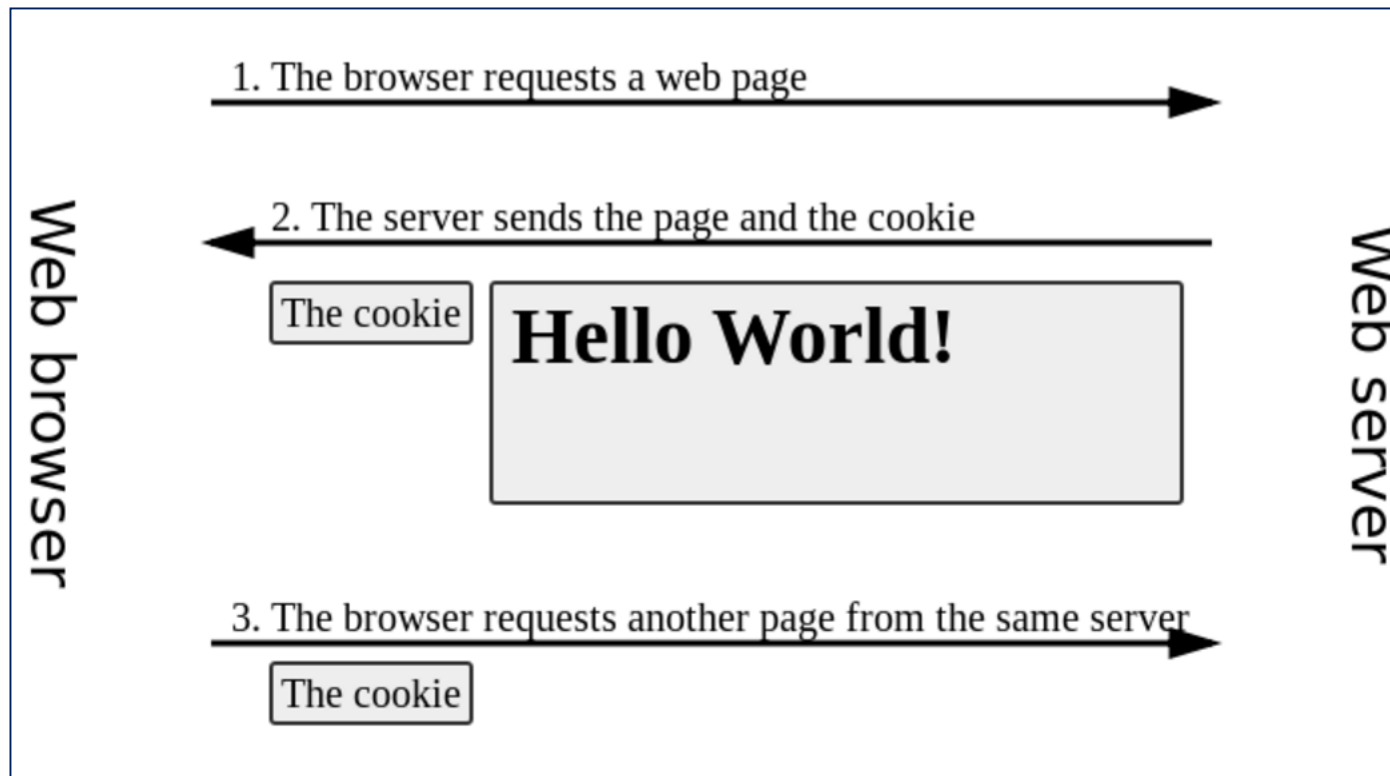 1. The browser requests a web page
2. The server sends the page and the cookie
The cookie
Hello World!
Web browser
Web server
3. The browser requests another page from the same server
The cookie